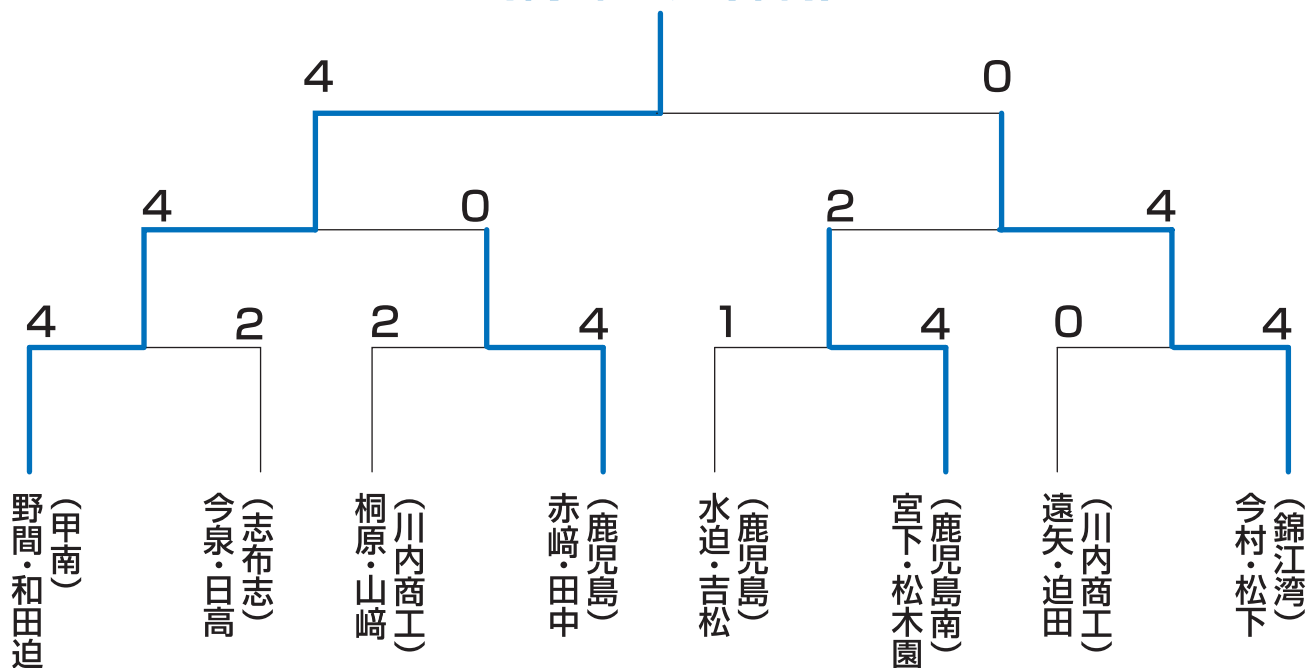 4 0
4 0 2 4
4 2 2 4 1 4 0 4
野間・和田迫
（甲南）
今泉・日高
（志布志）
桐原・山﨑
（川内商工）
赤﨑・田中
（鹿児島）
水迫・吉松
（鹿児島）
宮下・松木園
（鹿児島南）
遠矢・迫田
（川内商工）
今村・松下
（錦江湾）